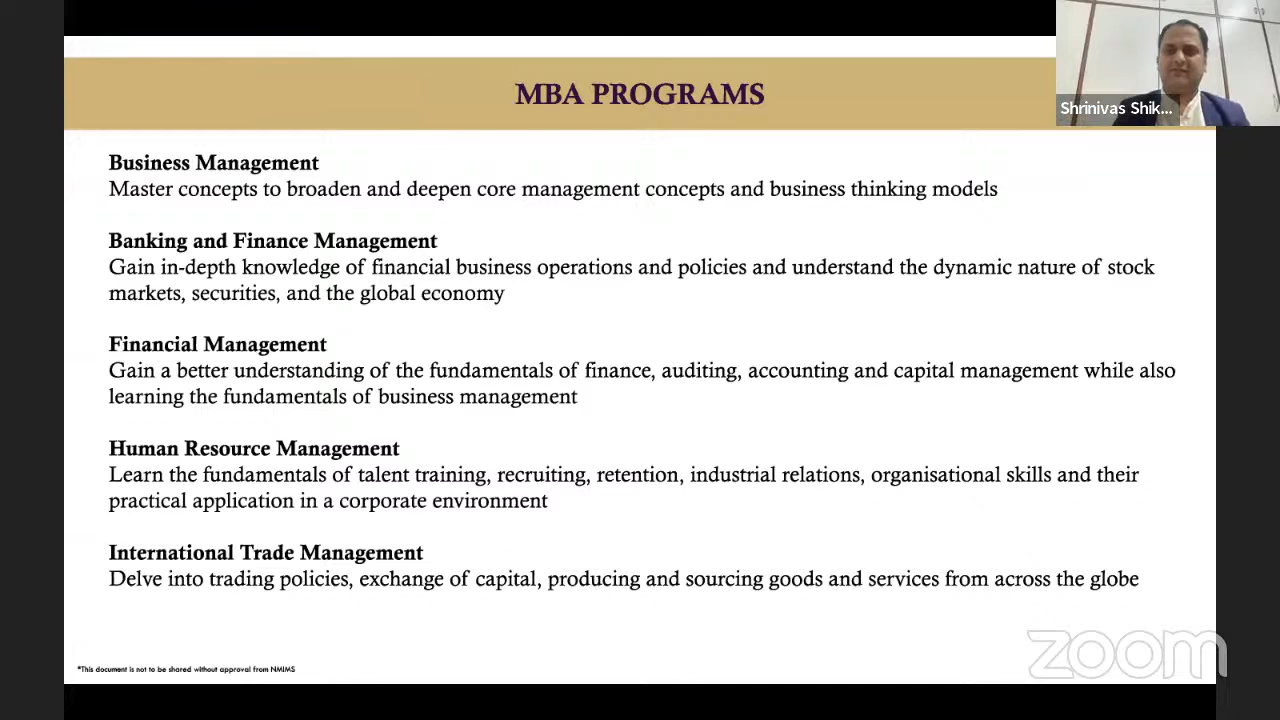 MBA PROGRAMS
Shrinivas Shik...
Business Management
Master concepts to broaden and deepen core management concepts and business thinking models
Banking and Finance Management
Gain in-depth knowledge of financial business operations and policies and understand the dynamic nature of stock
markets, securities, and the global economy
Financial Management
Gain a better understanding of the fundamentals of finance, auditing, accounting and capital management while also
learning the fundamentals of business management
Human Resource Management
Learn the fundamentals of talent training, recruiting, retention, industrial relations, organisational skills and their
practical application in a corporate environment
International Trade Management
Delve into trading policies, exchange of capital, producing and sourcing goods and services from across the globe
zoom
*This document is not to be shared without approval from NMIMS